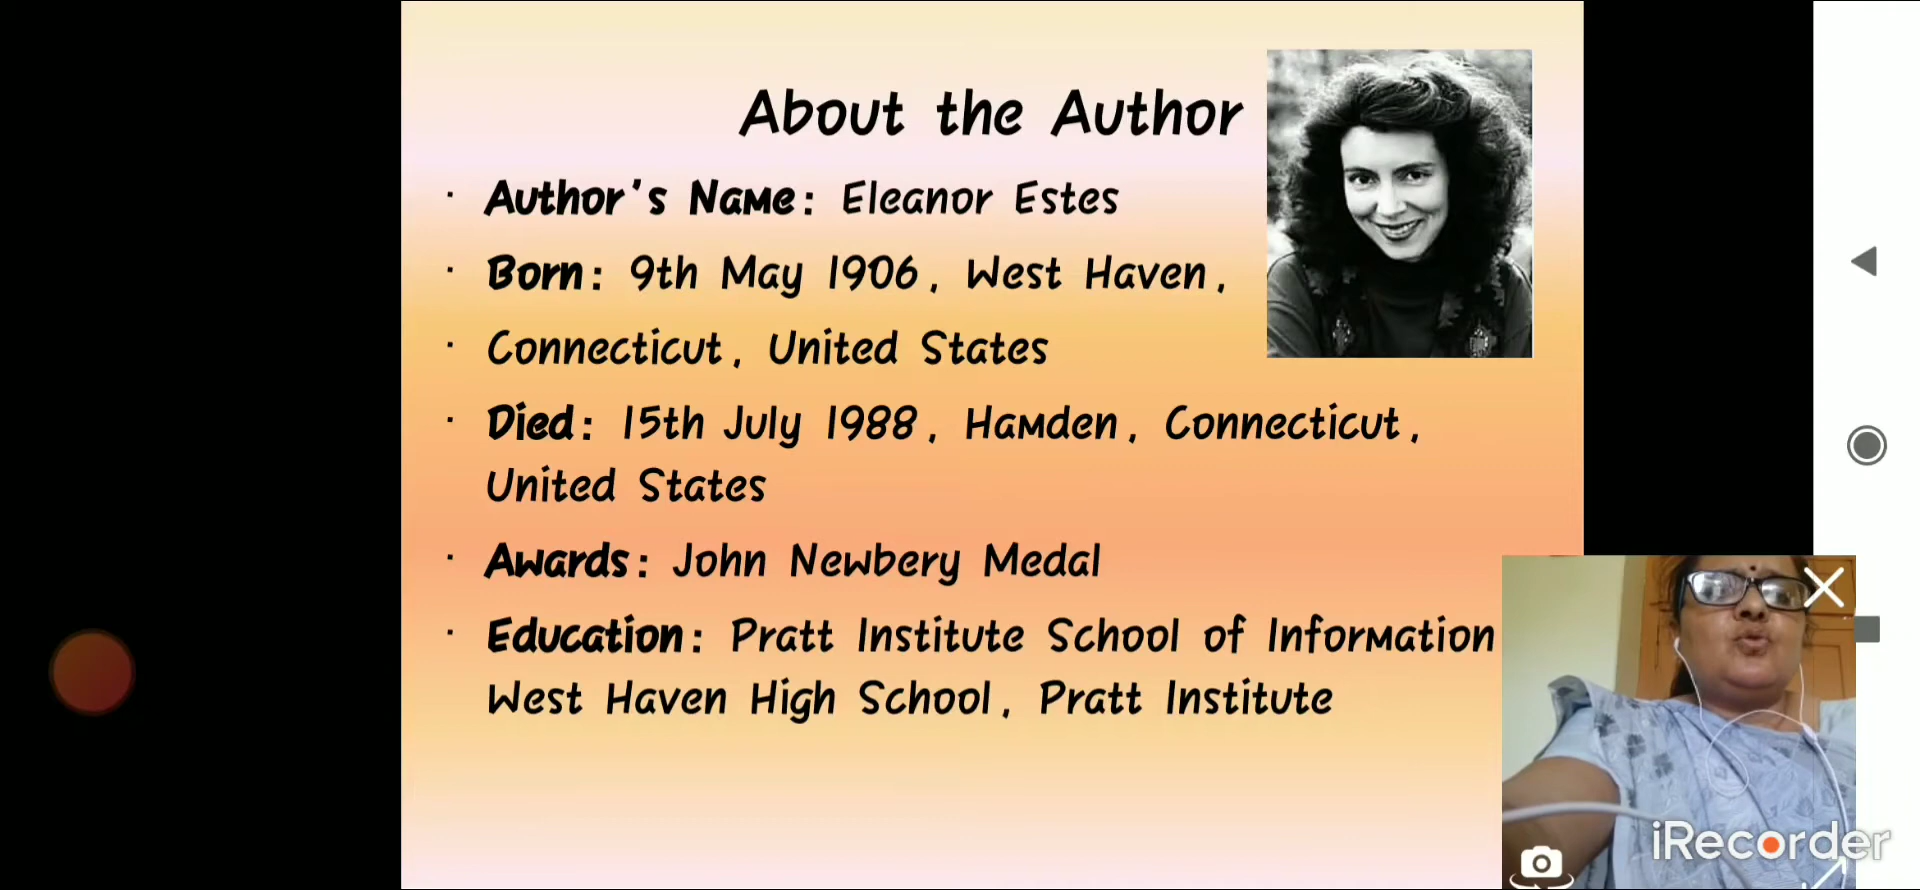 About the Author
· Author's Name: Eleanor Estes
· Born: 9th May 1906, West Haven,
· Connecticut, United States
· Died: 15th July 1988, Hamden, Connecticut,
United States
· Awards: John Newbery Medal
· Education: Pratt Institute School of Information
West Haven High School, Pratt Institute
iRecorder